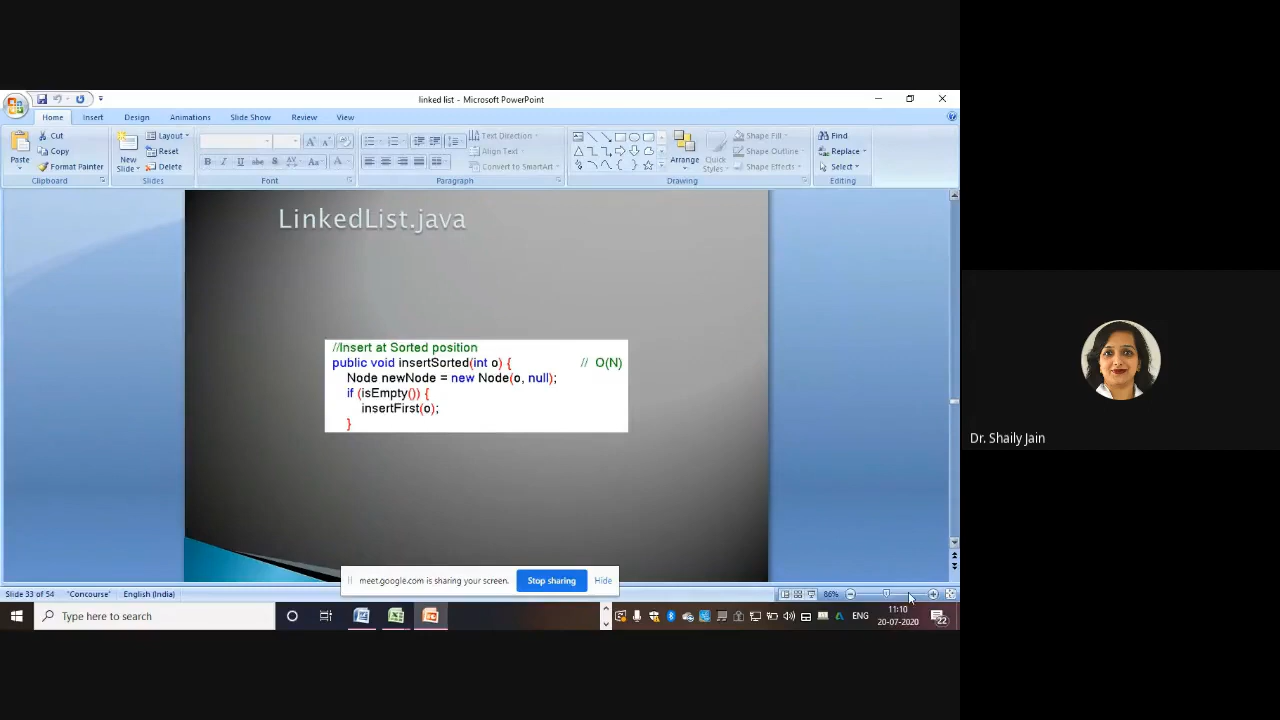 linked list - Microsoft PowerPoint
Home Insert Design Animations Slide Show Review View
Cut
Copy
Format Painter
Paste
Clipboard
New
Slide
Layout
Reset
Delete
Slides
Font
Text Direction
Align Text
Convert to SmartArt
Paragraph
Arrange
Quick
Styles
Shape Fill
Shape Outline
Shape Effects
Drawing
Find
Replace
Select
Editing
LinkedList.java
//Insert at Sorted position
public void insertSorted(int o) { // O(N)
Node newNode = new Node(o, null);
if (isEmpty()) {
insertFirst(o);
}
meet.google.com is sharing your screen. Stop sharing Hide
Slide 33 of 54 "Concourse" English (India) 86%
Type here to search
ENG
11:10
20-07-2020
22
Dr. Shaily Jain